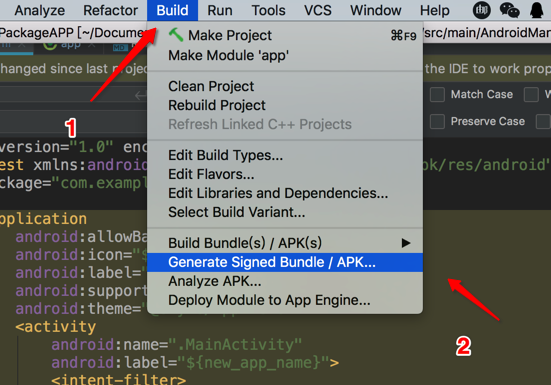 Analyze Refactor Build Run Tools VCS Window Help php
PackageAPP [~/Docume /src/main/AndroidMan
app
hanged since last projec the IDE to work prop
Make Project ⌘F9
Make Module 'app'
Clean Project
Rebuild Project
Refresh Linked C++ Projects
Match Case W
Preserve Case
Edit Build Types...
Edit Flavors...
Edit Libraries and Dependencies...
Select Build Variant...
Build Bundle(s) / APK(s)
Generate Signed Bundle / APK...
Analyze APK...
Deploy Module to App Engine...
1
2
version="1.0" enc
est xmlns:android ok/res/android"
ckage="com.examp
pplication
android:allowBa
android:icon="$
android:label="
android:support
android:theme="
<activity
android:name=".MainActivity"
android:label="${new_app_name}">
<intent-filter>